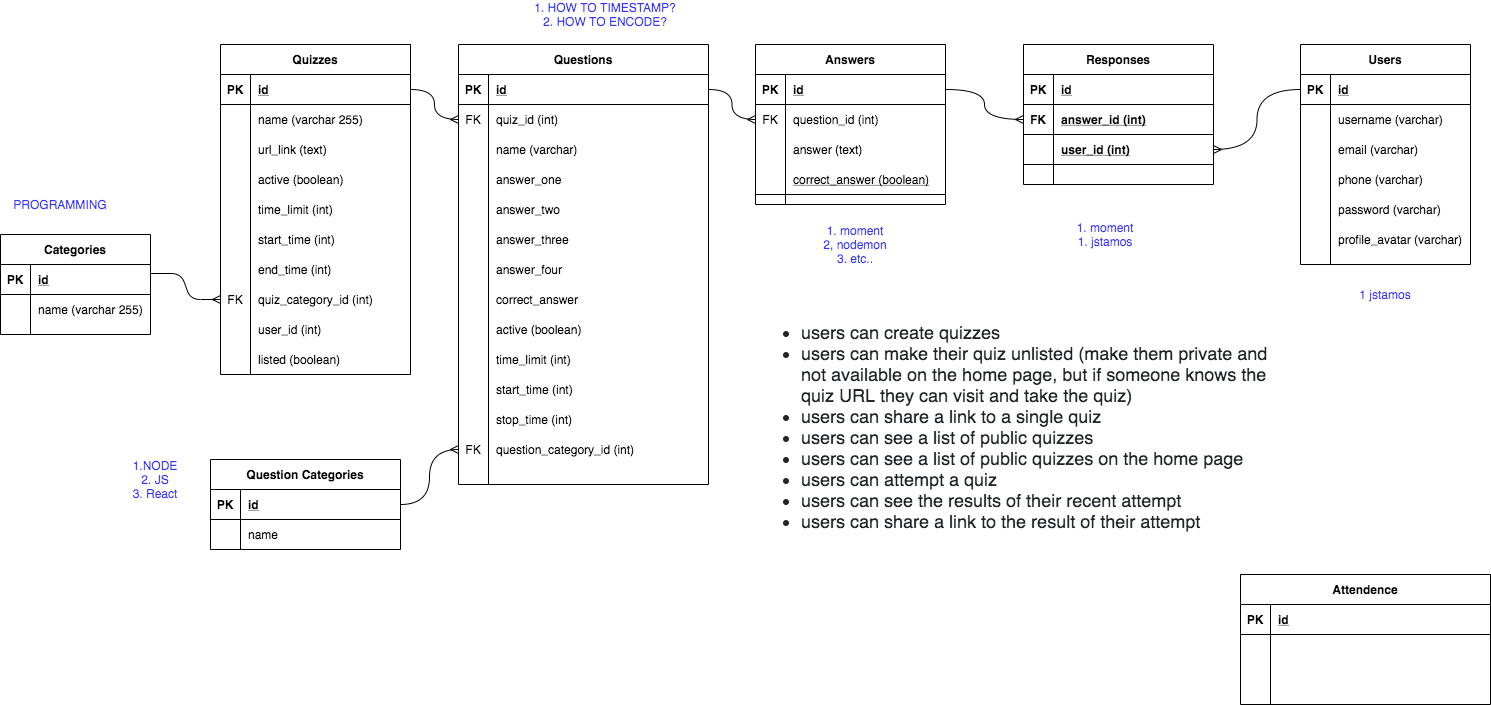 1. HOW TO TIMESTAMP?
2. HOW TO ENCODE?
Quizzes
PK id
name (varchar 255)
url_link (text)
active (boolean)
time_limit (int)
start_time (int)
end_time (int)
FK quiz_category_id (int)
user_id (int)
listed (boolean)
Questions
PK id
FK quiz_id (int)
name (varchar)
answer_one
answer_two
answer_three
answer_four
correct_answer
active (boolean)
time_limit (int)
start_time (int)
stop_time (int)
FK question_category_id (int)
Answers
PK id
FK question_id (int)
answer (text)
correct_answer (boolean)
1. moment
2, nodemon
3. etc..
Responses
PK id
FK answer_id (int)
user_id (int)
1. moment
1. jstamos
Users
PK id
username (varchar)
email (varchar)
phone (varchar)
password (varchar)
profile_avatar (varchar)
1 jstamos
PROGRAMMING
Categories
PK id
name (varchar 255)
1.NODE
2. JS
3. React
Question Categories
PK id
name
• users can create quizzes
• users can make their quiz unlisted (make them private and
not available on the home page, but if someone knows the
quiz URL they can visit and take the quiz)
• users can share a link to a single quiz
• users can see a list of public quizzes
• users can see a list of public quizzes on the home page
• users can attempt a quiz
• users can see the results of their recent attempt
• users can share a link to the result of their attempt
Attendence
PK id